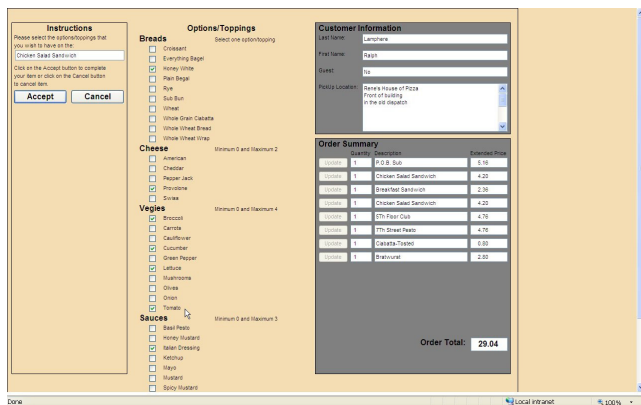 Instructions
Please select the options/toppings that
you wish to have on the:
Chicken Salad Sandwich
Click on the Accept button to complete
your item or click on the Cancel button
to cancel item.
Accept Cancel
Options/Toppings
Breads Select one option/topping
Croissant
Everything Bagel
Honey White
Plain Begal
Rye
Sub Bun
Wheat
Whole Grain Ciabatta
Whole Wheat Bread
Whole Wheat Wrap
Cheese Minimum 0 and Maximum 2
American
Cheddar
Pepper Jack
Provolone
Swiss
Vegies Minimum 0 and Maximum 4
Broccoli
Carrots
Cauliflower
Cucumber
Green Pepper
Lettuce
Mushrooms
Olives
Onion
Tomato
Sauces Minimum 0 and Maximum 3
Basil Pesto
Honey Mustard
Italian Dressing
Ketchup
Mayo
Mustard
Spicy Mustard
Customer Information
Last Name: Lamphere
First Name: Ralph
Guest: No
PickUp Location: Rene's House of Pizza
Front of building
in the old dispatch
Order Summary
Quantity Description Extended Price
Update 1 P.O.B. Sub 5.16
Update 1 Chicken Salad Sandwich 4.20
Update 1 Breakfast Sandwich 2.36
Update 1 Chicken Salad Sandwich 4.20
Update 1 5Th Floor Club 4.76
Update 1 7Th Street Pesto 4.76
Update 1 Ciabatta-Toasted 0.80
Update 1 Bratwurst 2.80
Order Total: 29.04
Done Local intranet 100%